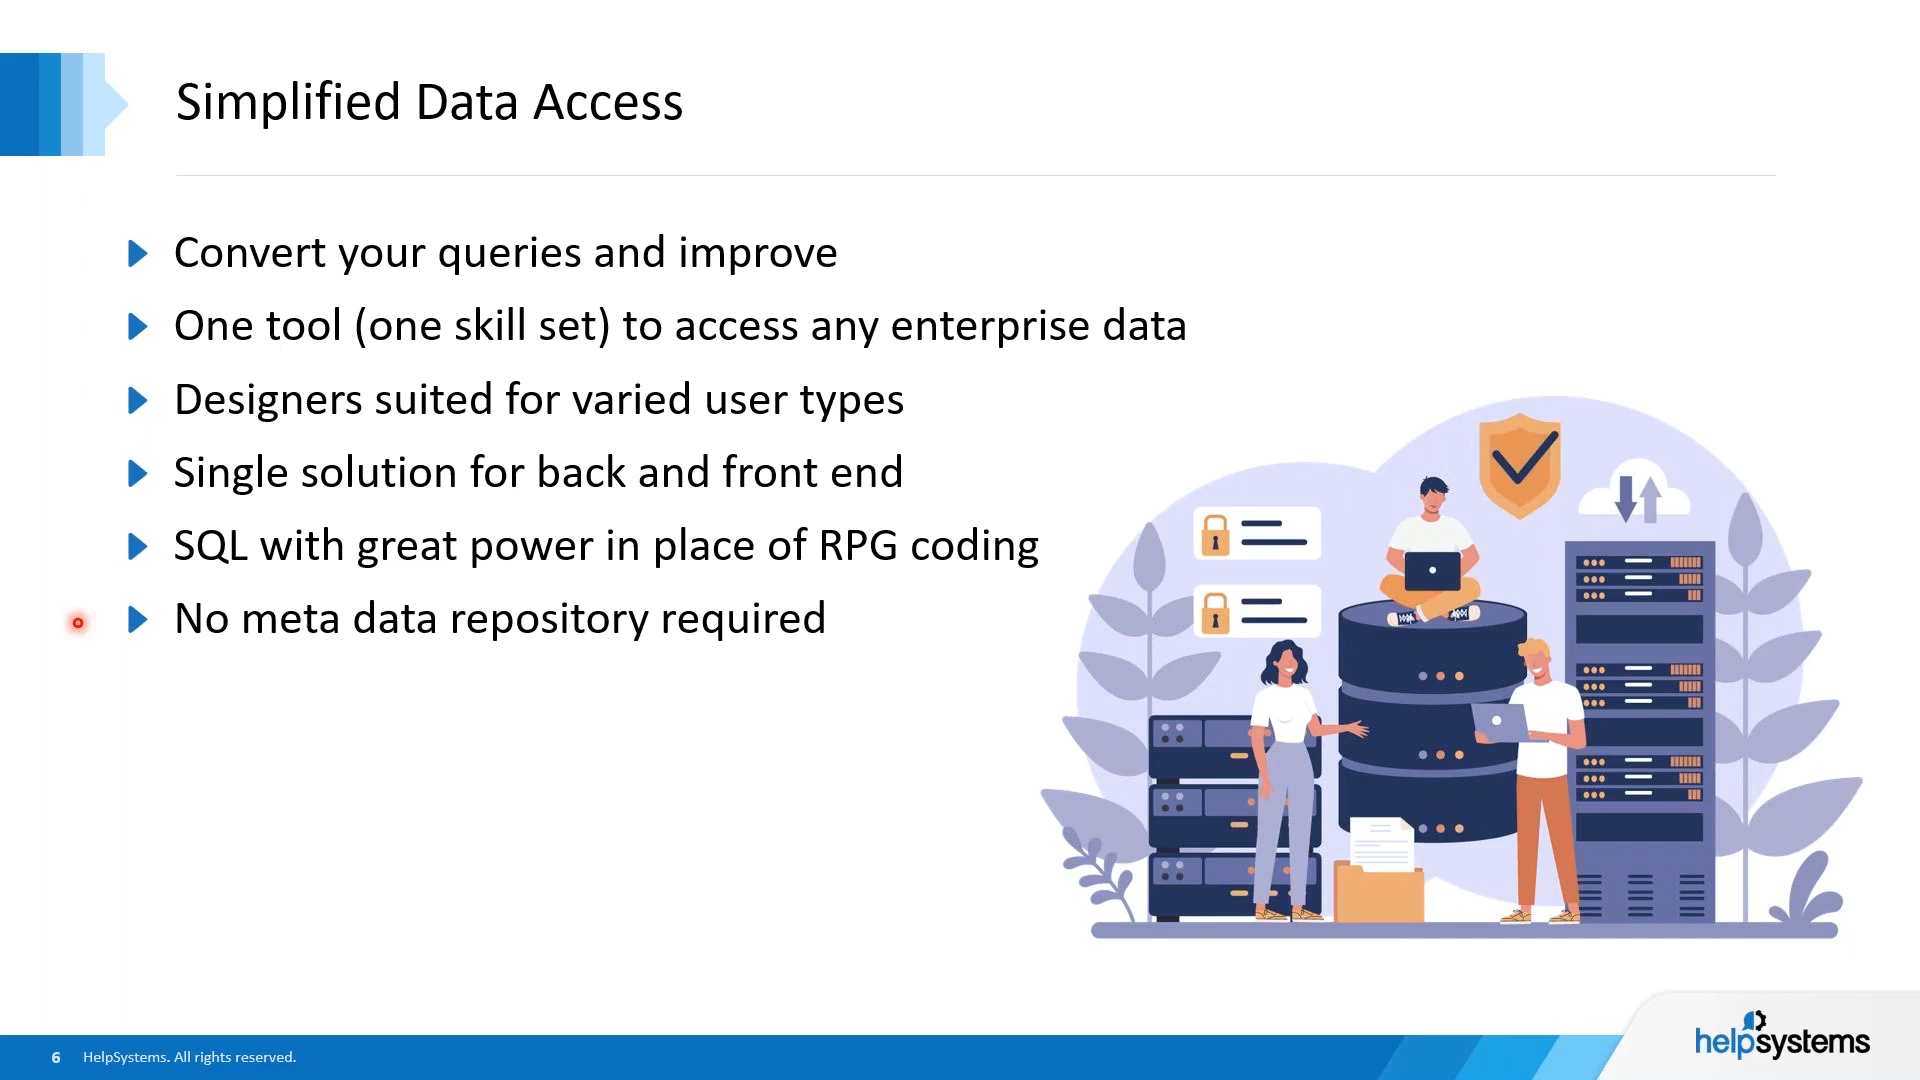 Simplified Data Access
Convert your queries and improve
One tool (one skill set) to access any enterprise data
Designers suited for varied user types
Single solution for back and front end
SQL with great power in place of RPG coding
No meta data repository required
6 HelpSystems. All rights reserved.
helpsystems